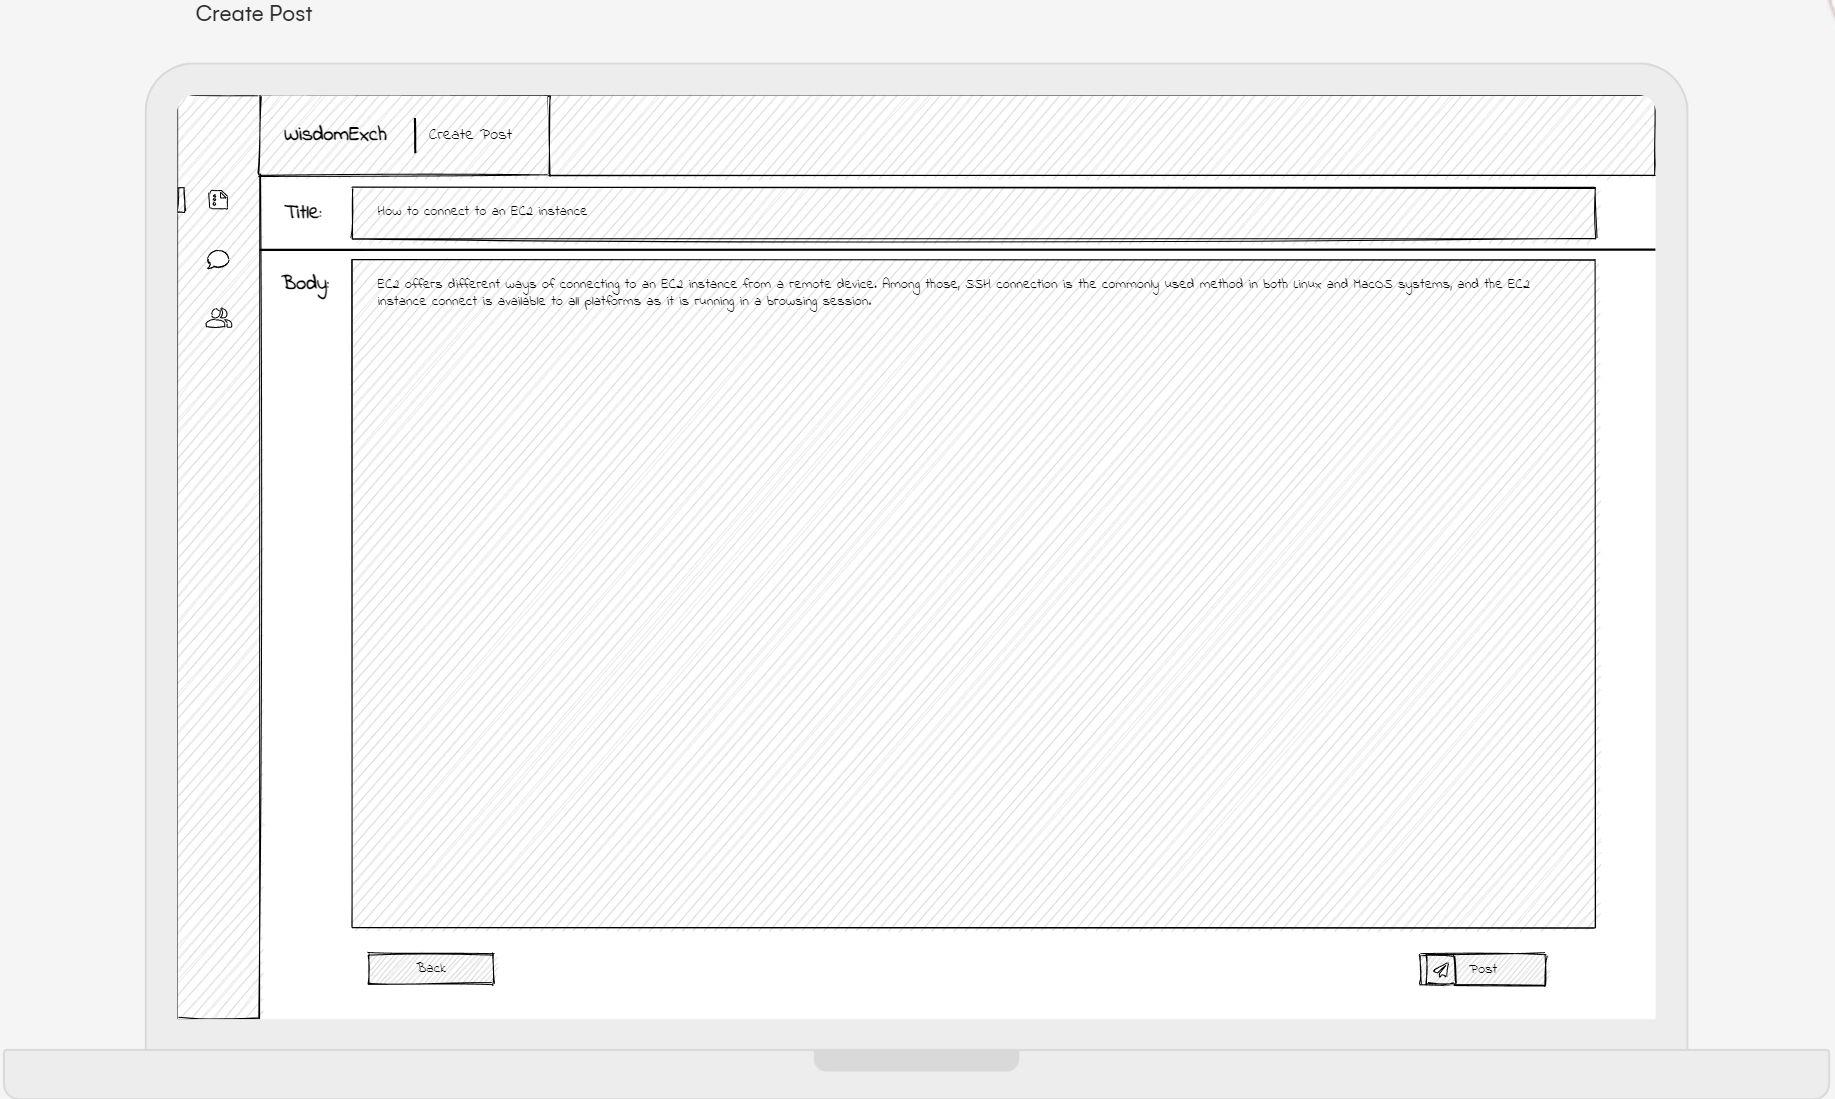 Create Post
WisdomExch
Create Post
Title:
How to connect to an EC2 instance
Body:
EC2 offers different ways of connecting to an EC2 instance from a remote device. Among those, SSH connection is the commonly used method in both Linux and MacOS systems, and the EC2
instance connect is available to all platforms as it is running in a browsing session.
Back
Post